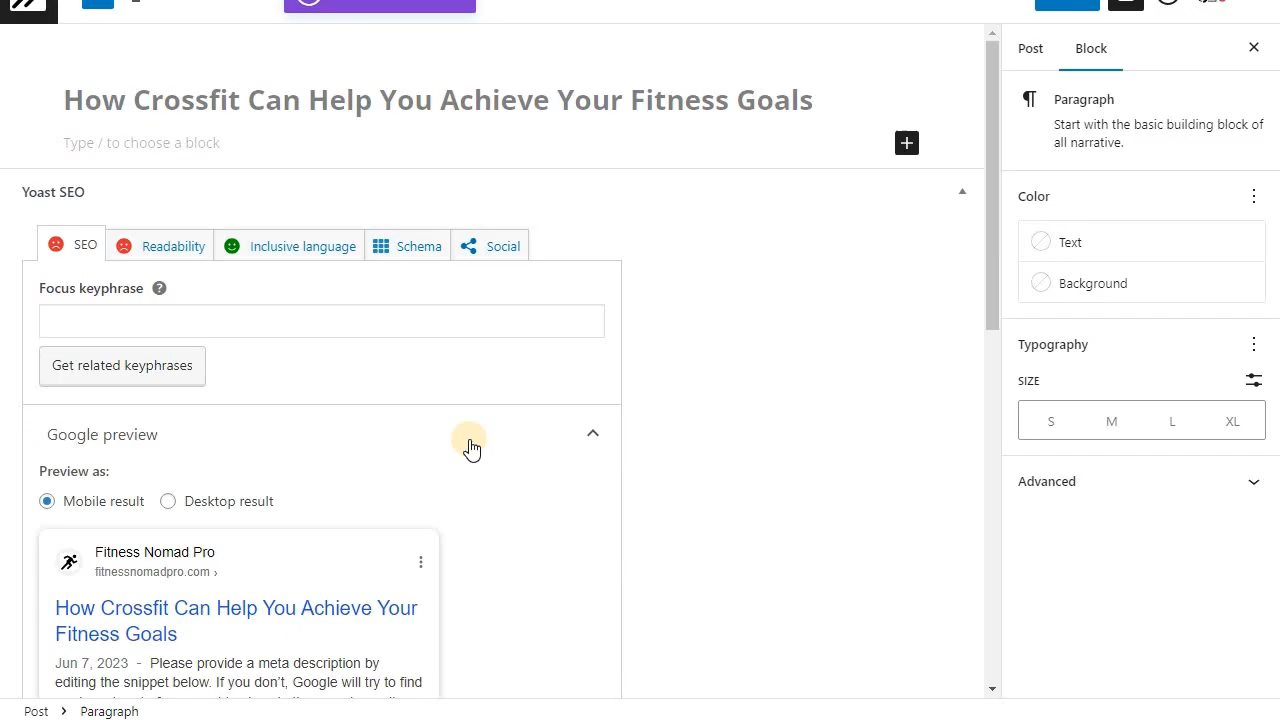 Post Block
How Crossfit Can Help You Achieve Your Fitness Goals
Type / to choose a block
Paragraph
Start with the basic building block of
all narrative.
Yoast SEO
Color
SEO Readability Inclusive language Schema Social
Text
Focus keyphrase
Background
Get related keyphrases
Typography
SIZE
S M L XL
Google preview
Preview as:
Advanced
Mobile result Desktop result
Fitness Nomad Pro
fitnessnomadpro.com ›
How Crossfit Can Help You Achieve Your
Fitness Goals
Jun 7, 2023 - Please provide a meta description by
editing the snippet below. If you don't, Google will try to find
Post > Paragraph